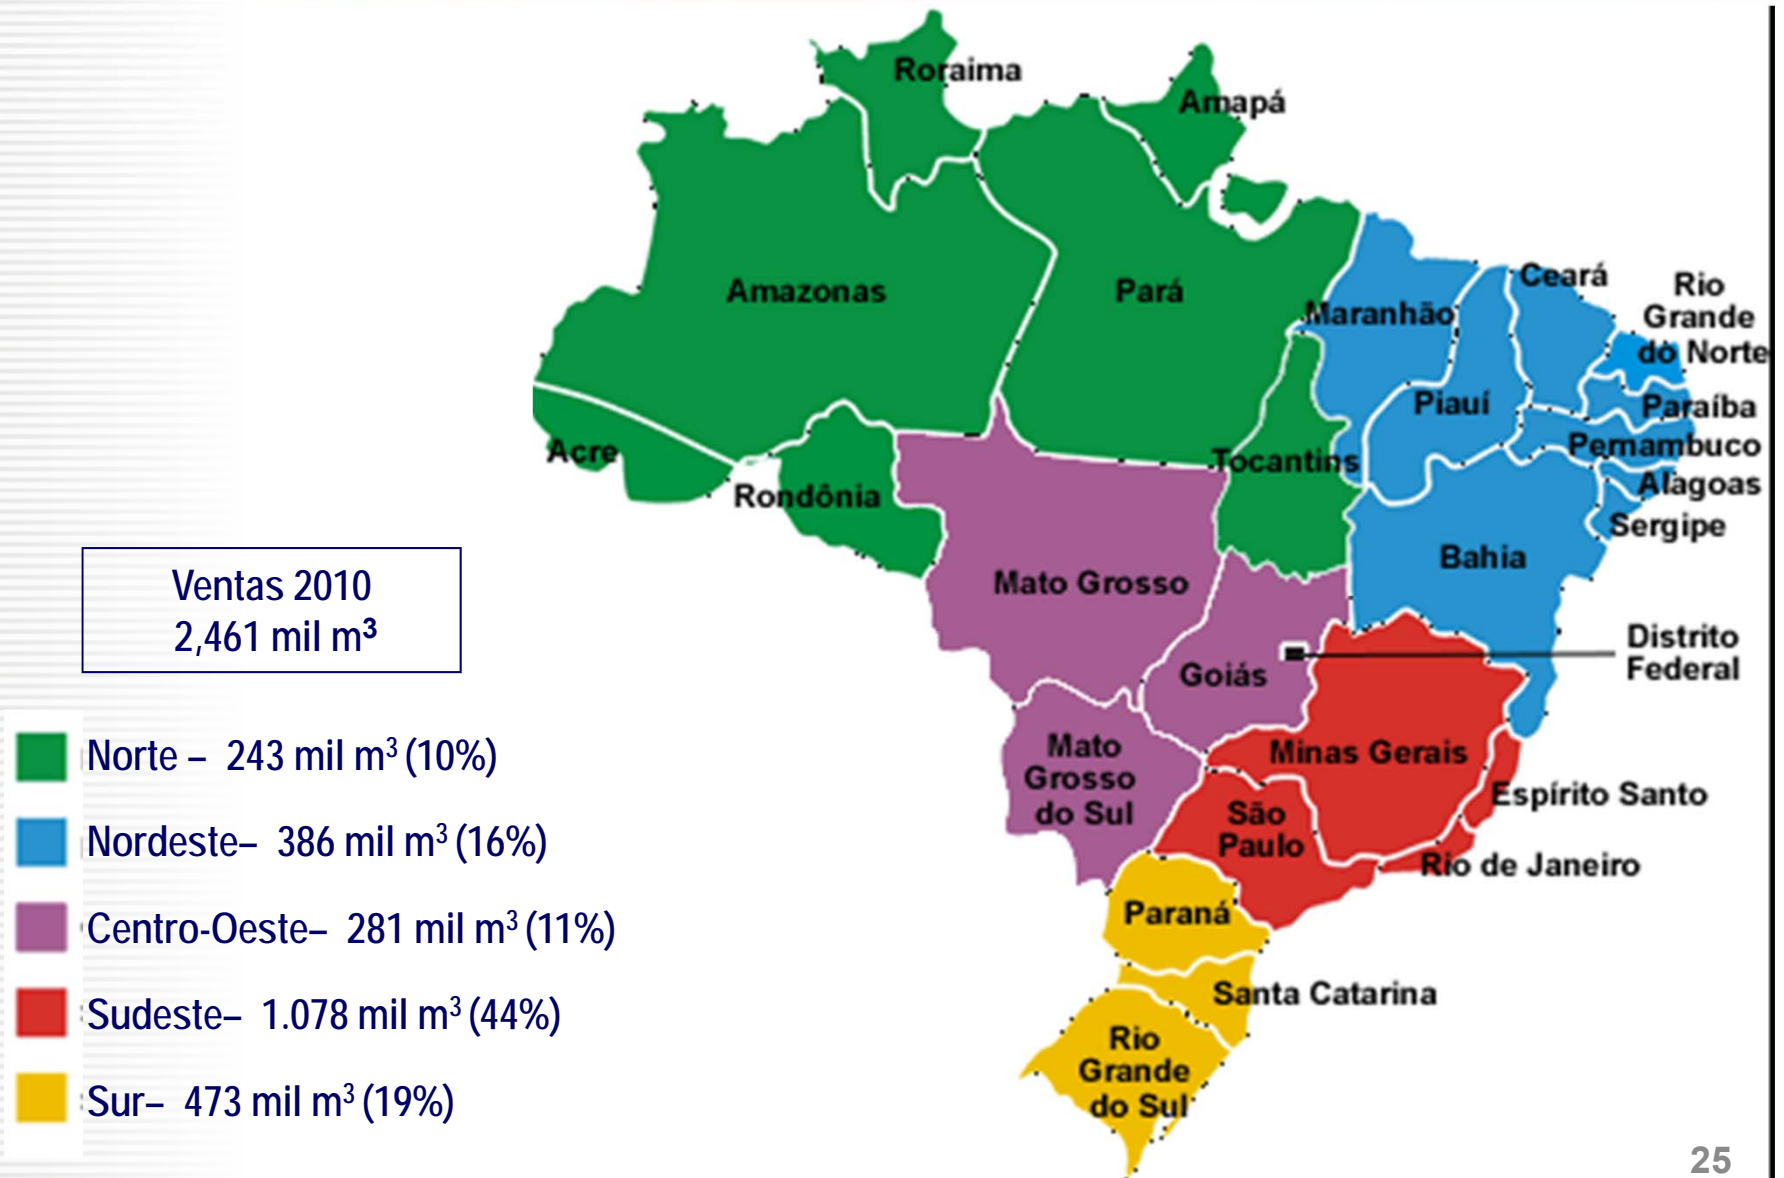 Roraima
Amapá
Amazonas
Pará
Maranhão
Ceará
Rio
Grande
do Norte
Piauí
Paraíba
Pernambuco
Acre
Tocantins
Alagoas
Rondônia
Sergipe
Bahia
Mato Grosso
Distrito
Federal
Goiás
Mato
Grosso
do Sul
Minas Gerais
Espírito Santo
São
Paulo
Rio de Janeiro
Paraná
Santa Catarina
Rio
Grande
do Sul
Ventas 2010
2,461 mil m³
Norte – 243 mil m³ (10%)
Nordeste– 386 mil m³ (16%)
Centro-Oeste– 281 mil m³ (11%)
Sudeste– 1.078 mil m³ (44%)
Sur– 473 mil m³ (19%)
25